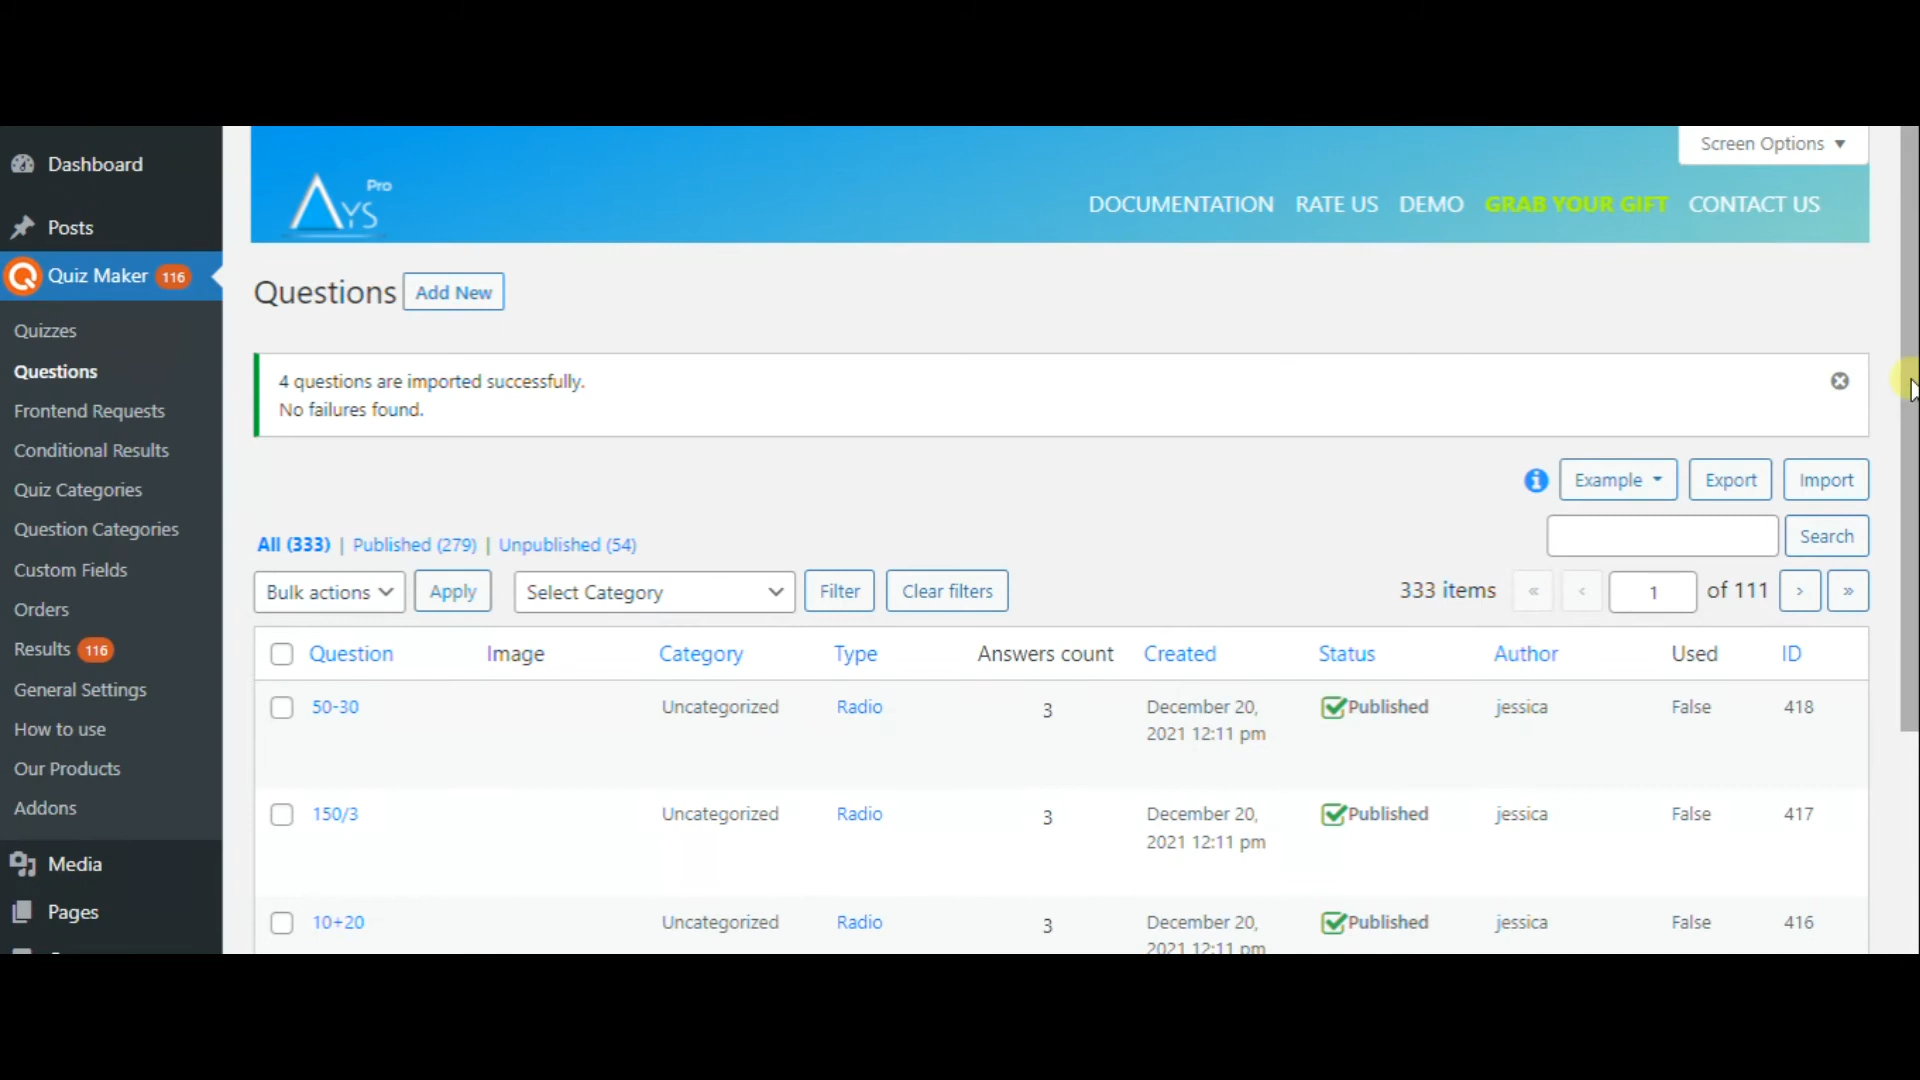 Screen Options
Pro
AYS
DOCUMENTATION RATE US DEMO GRAB YOUR GIFT CONTACT US
Dashboard
Posts
Quiz Maker 116
Quizzes
Questions
Frontend Requests
Conditional Results
Quiz Categories
Question Categories
Custom Fields
Orders
Results 116
General Settings
How to use
Our Products
Addons
Media
Pages
Questions Add New
4 questions are imported successfully.
No failures found.
Example Export Import
All (333) | Published (279) | Unpublished (54)
Search
Bulk actions Apply Select Category Filter Clear filters 333 items « ‹ 1 of 111 › »
Question Image Category Type Answers count Created Status Author Used ID
50-30 Uncategorized Radio 3 December 20, Published jessica False 418
2021 12:11 pm
150/3 Uncategorized Radio 3 December 20, Published jessica False 417
2021 12:11 pm
10+20 Uncategorized Radio 3 December 20, Published jessica False 416
2021 12:11 pm